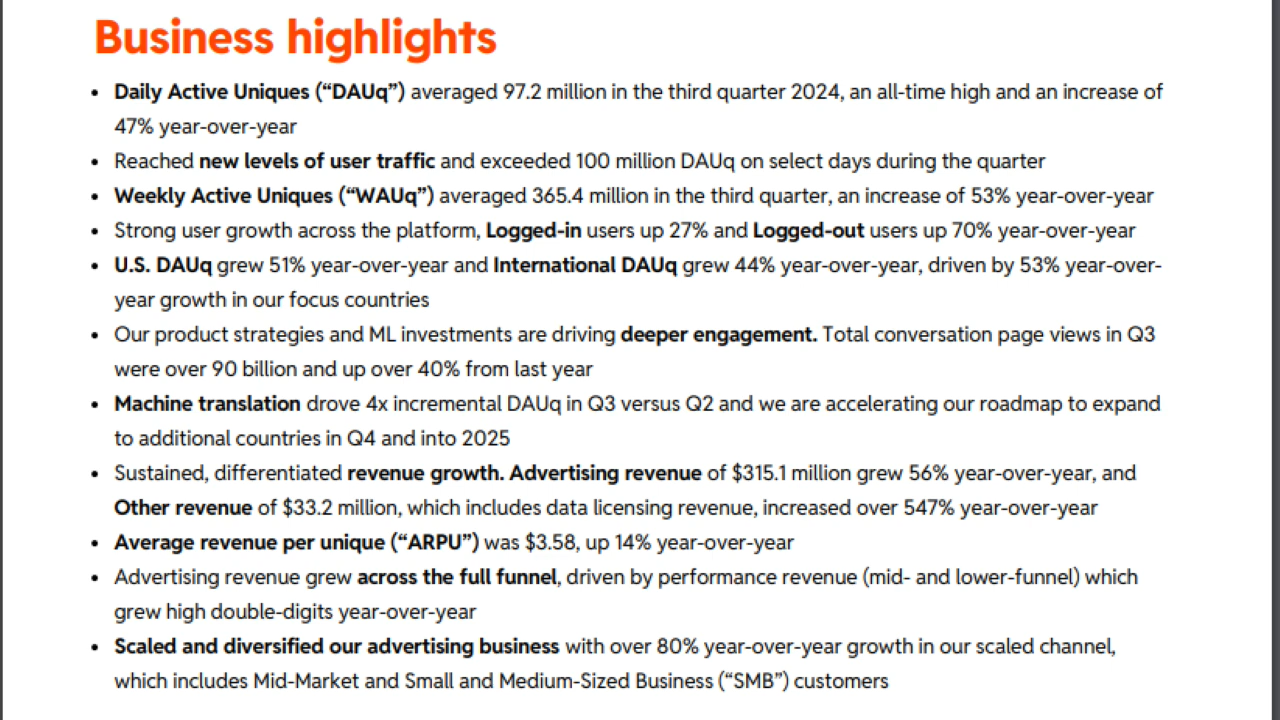 Business highlights
• Daily Active Uniques (“DAUq”) averaged 97.2 million in the third quarter 2024, an all-time high and an increase of
47% year-over-year
• Reached new levels of user traffic and exceeded 100 million DAUq on select days during the quarter
• Weekly Active Uniques (“WAUq”) averaged 365.4 million in the third quarter, an increase of 53% year-over-year
• Strong user growth across the platform, Logged-in users up 27% and Logged-out users up 70% year-over-year
• U.S. DAUq grew 51% year-over-year and International DAUq grew 44% year-over-year, driven by 53% year-over-
year growth in our focus countries
• Our product strategies and ML investments are driving deeper engagement. Total conversation page views in Q3
were over 90 billion and up over 40% from last year
• Machine translation drove 4x incremental DAUq in Q3 versus Q2 and we are accelerating our roadmap to expand
to additional countries in Q4 and into 2025
• Sustained, differentiated revenue growth. Advertising revenue of $315.1 million grew 56% year-over-year, and
Other revenue of $33.2 million, which includes data licensing revenue, increased over 547% year-over-year
• Average revenue per unique (“ARPU”) was $3.58, up 14% year-over-year
• Advertising revenue grew across the full funnel, driven by performance revenue (mid- and lower-funnel) which
grew high double-digits year-over-year
• Scaled and diversified our advertising business with over 80% year-over-year growth in our scaled channel,
which includes Mid-Market and Small and Medium-Sized Business (“SMB”) customers